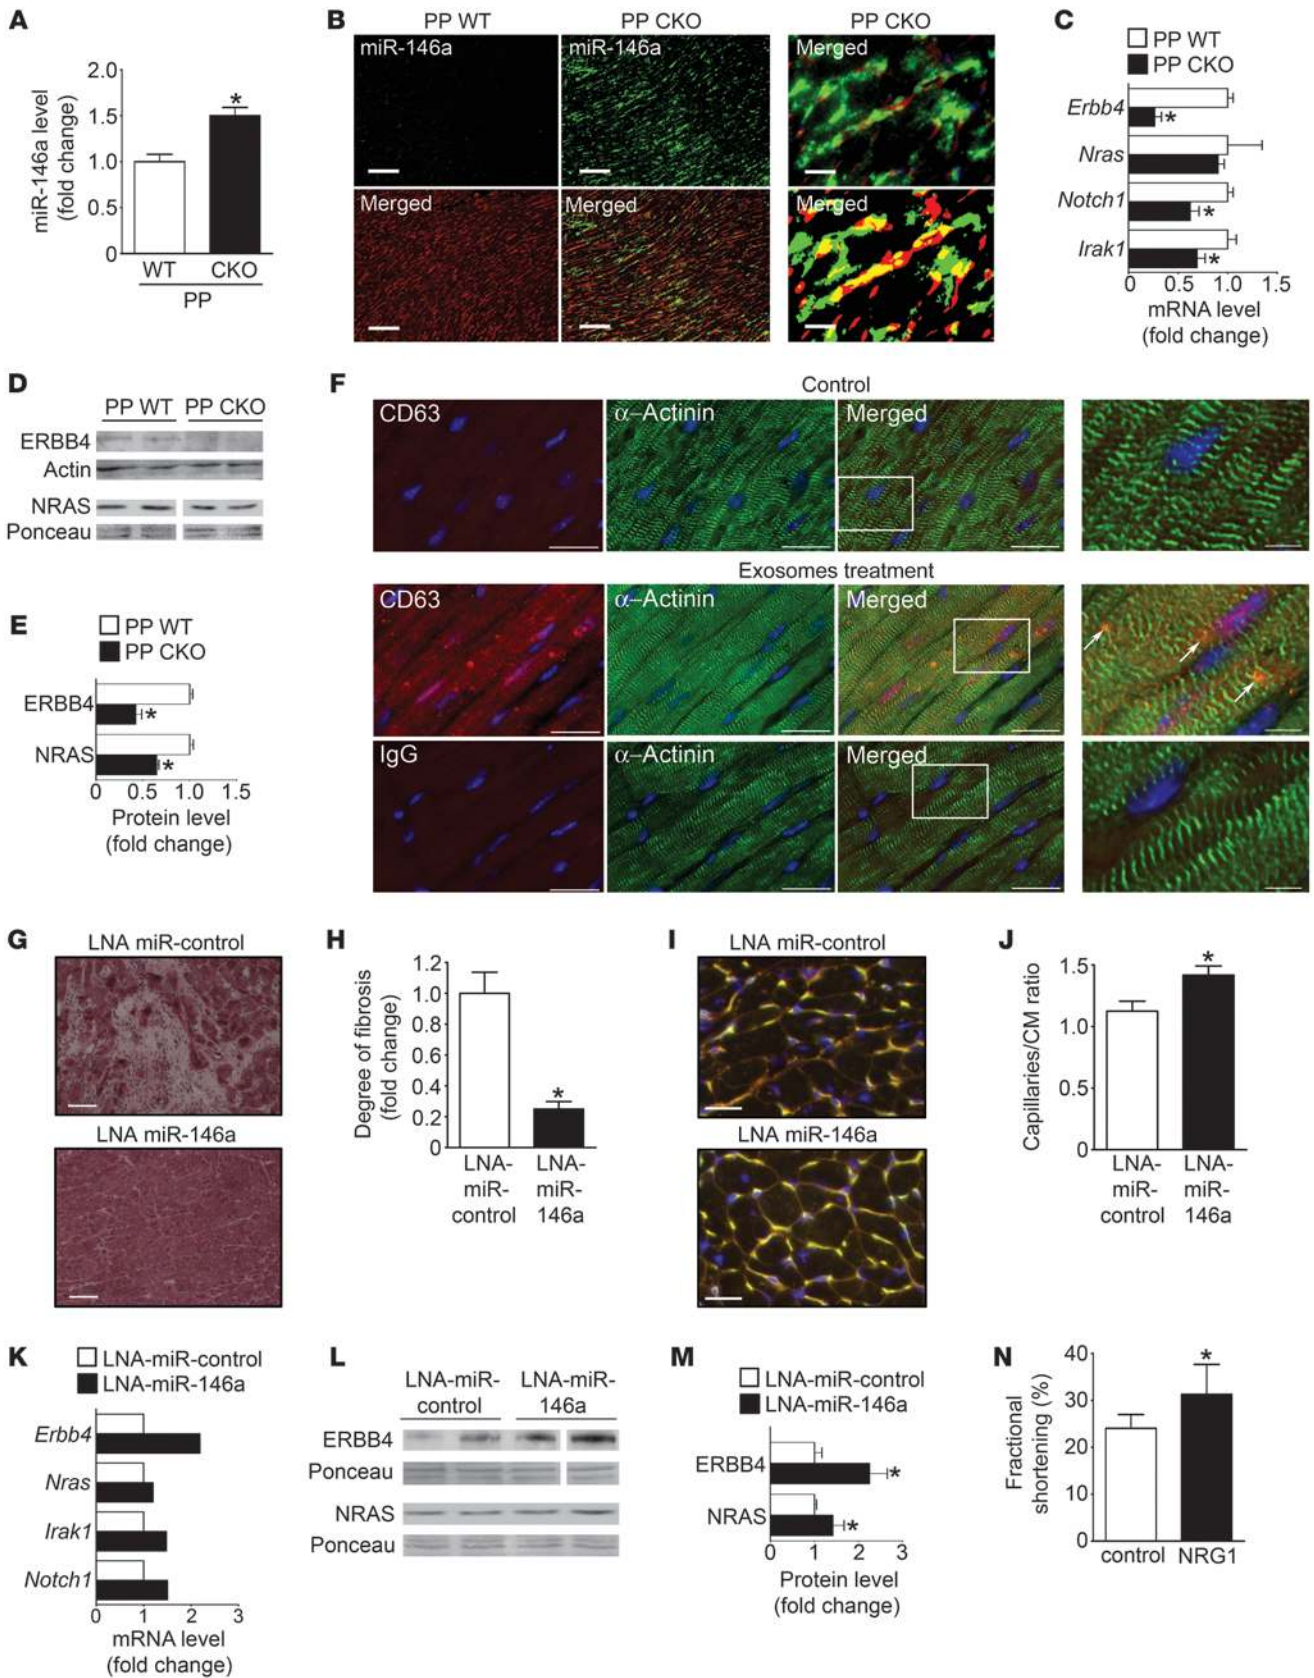 A
miR-146a level
(fold change)
2.0
1.5
1.0
0.5
0
*
WT
CKO
PP
B
PP WT
PP CKO
PP CKO
miR-146a
miR-146a
Merged
Merged
Merged
Merged
C
PP WT
PP CKO
Erbb4
*
Nras
Notch1
*
Irak1
*
0
0.5
1.0
1.5
mRNA level
(fold change)
D
PP WT
PP CKO
ERBB4
Actin
NRAS
Ponceau
E
PP WT
PP CKO
ERBB4
*
NRAS
*
0
0.5
1.0
1.5
Protein level
(fold change)
F
Control
CD63
α–Actinin
Merged
Exosomes treatment
CD63
α–Actinin
Merged
IgG
α–Actinin
Merged
G
LNA miR-control
LNA miR-146a
H
Degree of fibrosis
(fold change)
1.2
1.0
0.8
0.6
0.4
0.2
0
*
LNA-
miR-
control
LNA-
miR-
146a
I
LNA miR-control
LNA miR-146a
J
Capillaries/CM ratio
1.5
1.0
0.5
0
*
LNA-
miR-
control
LNA-
miR-
146a
K
LNA-miR-control
LNA-miR-146a
Erbb4
Nras
Irak1
Notch1
0
1
2
3
mRNA level
(fold change)
L
LNA-miR-
control
LNA-miR-
146a
ERBB4
Ponceau
NRAS
Ponceau
M
LNA-miR-control
LNA-miR-146a
ERBB4
*
NRAS
*
0
1
2
3
Protein level
(fold change)
N
Fractional
shortening (%)
40
30
20
10
0
*
control
NRG1